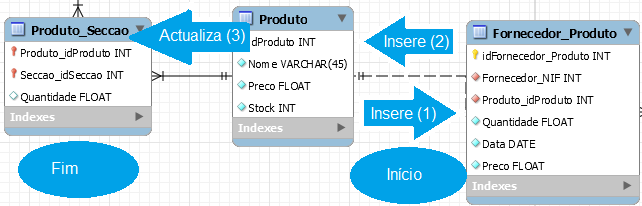 Produto_Seccao
Produto_idProduto INT
Seccao_idSeccao INT
Quantidade FLOAT
Indexes
Fim
Actualiza (3)
Produto
idProduto INT
Nome VARCHAR(45)
Preco FLOAT
Stock INT
Indexes
Insere (2)
Insere (1)
Início
Fornecedor_Produto
idFornecedor_Produto INT
Fornecedor_NIF INT
Produto_idProduto INT
Quantidade FLOAT
Data DATE
Preco FLOAT
Indexes